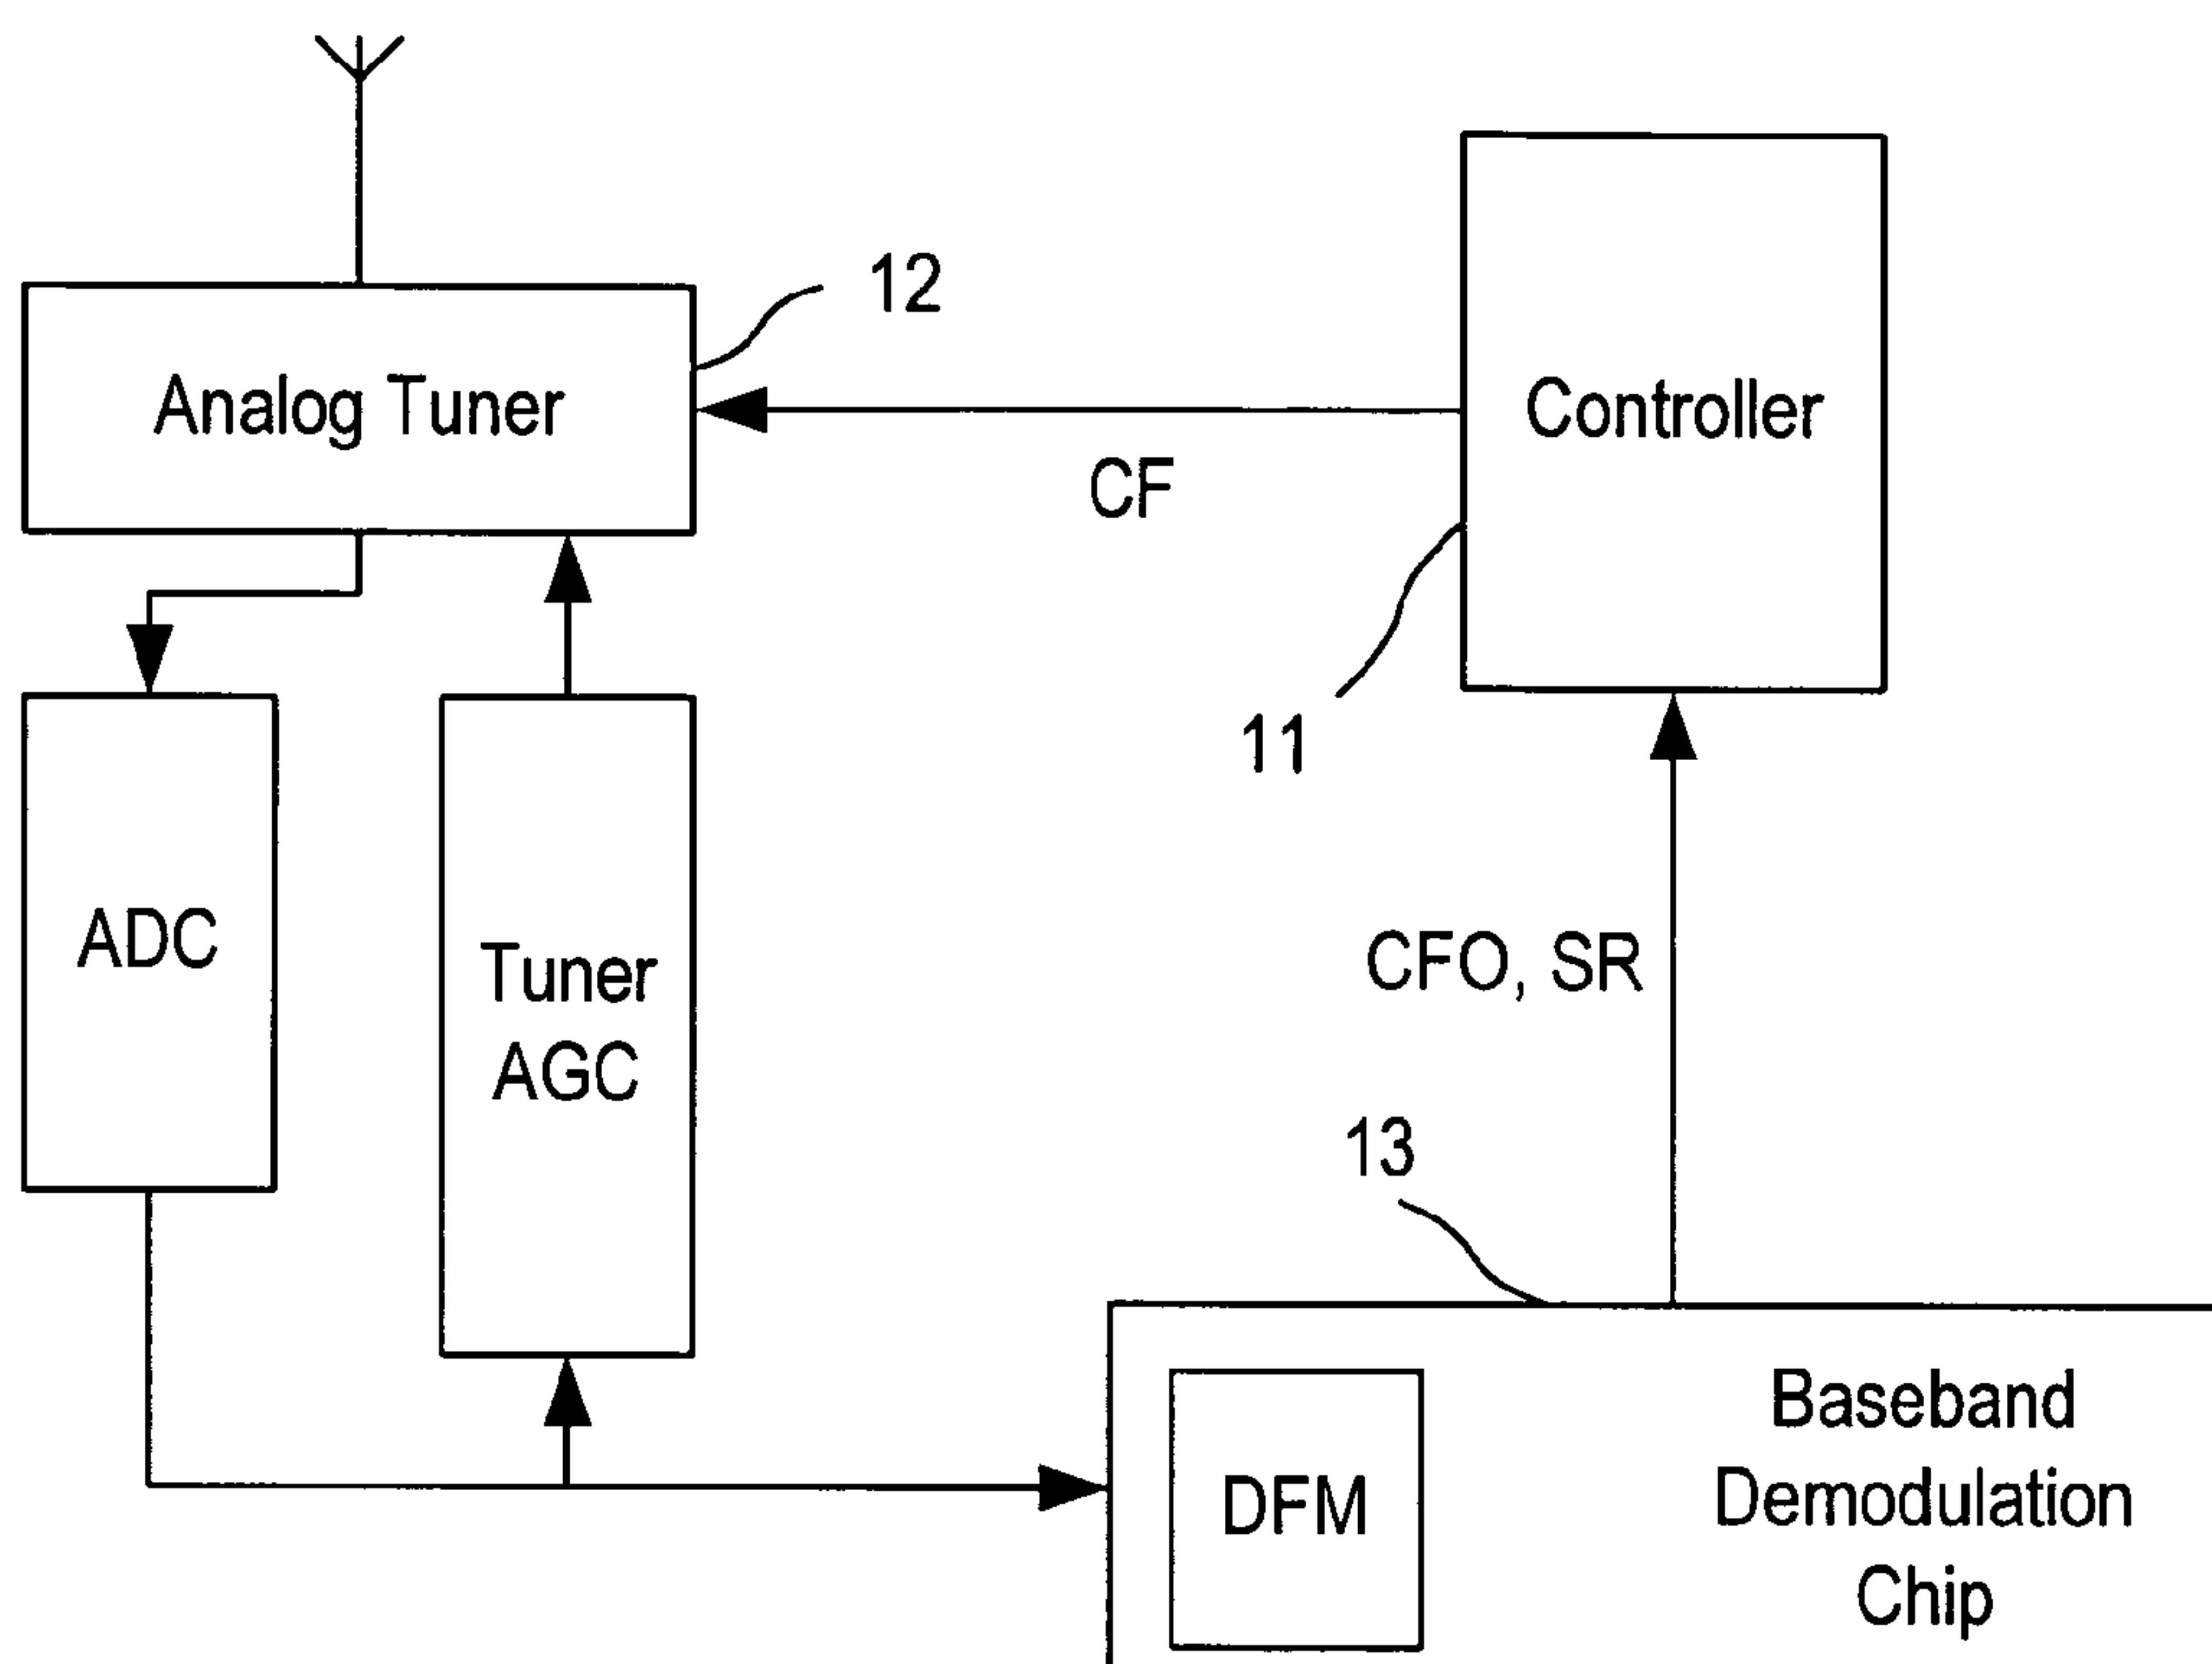 12
Analog Tuner
Controller
CF
11
ADC
Tuner
AGC
CFO, SR
13
Baseband
Demodulation
Chip
DFM